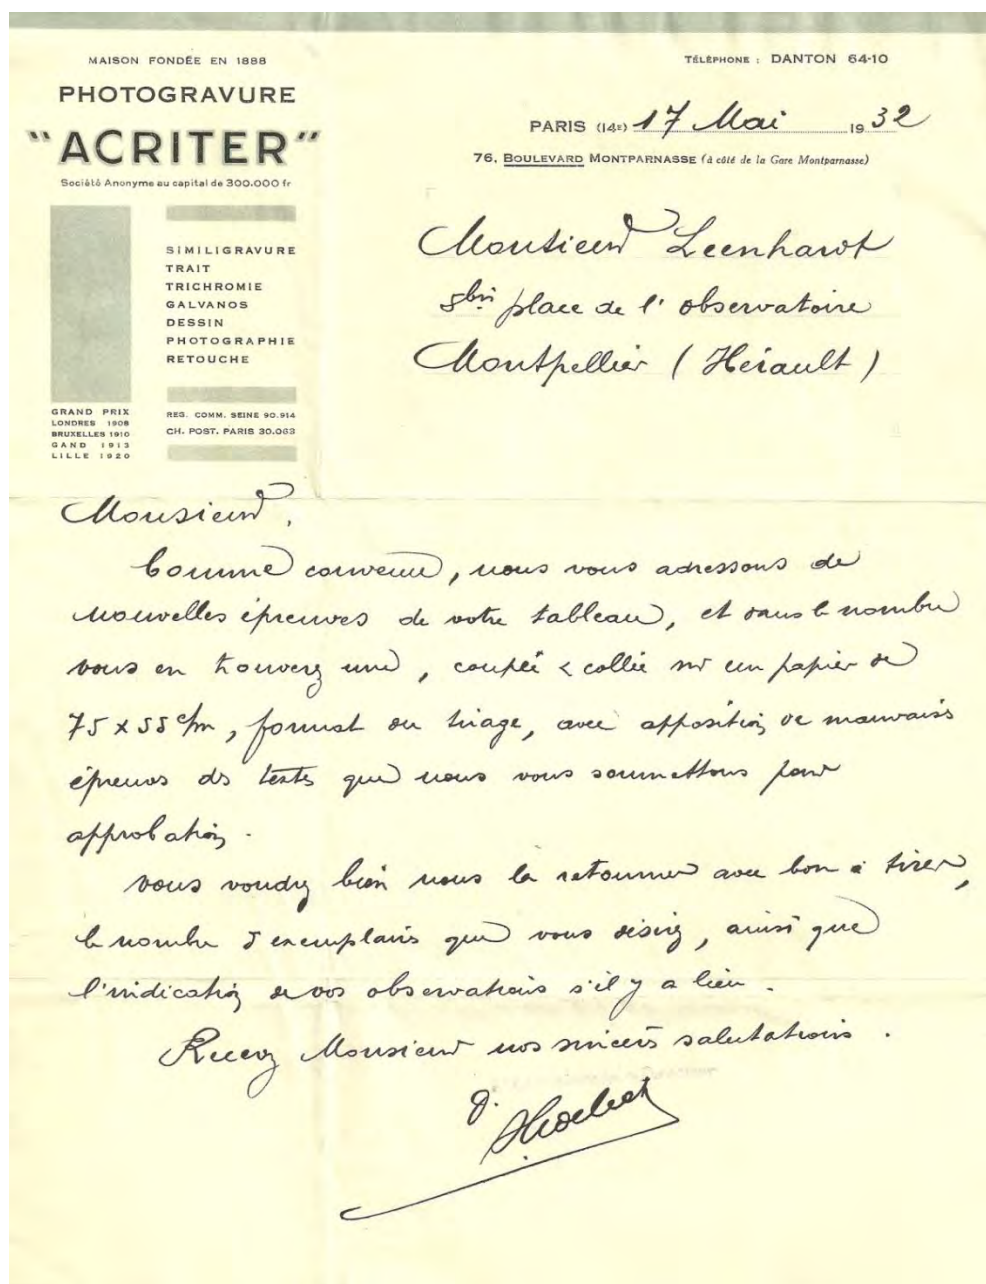 MAISON FONDÉE EN 1888
PHOTOGRAVURE
"ACRITER"
Société Anonyme au capital de 300.000 fr
SIMILIGRAVURE
TRAIT
TRICHROMIE
GALVANOS
DESSIN
PHOTOGRAPHIE
RETOUCHE
GRAND PRIX
LONDRES 1908
BRUXELLES 1910
GAND 1913
LILLE 1920
REG. COMM. SEINE 90.914
CH. POST. PARIS 30.063
TÉLÉPHONE : DANTON 64-10
PARIS (14e) 17 Mai 1932
76, BOULEVARD MONTPARNASSE (à côté de la Gare Montparnasse)
Monsieur Leenhardt
8bis place de l'observatoire
Montpellier (Hérault)
Monsieur,
Comme convenu, nous vous adressons de
nouvelles épreuves de votre tableau, et dans le nombre
vous en trouverez une, coupée & collée sur un papier de
75 x 55 c/m, format du tirage, avec apposition de mauvaises
épreuves des textes que nous vous soumettons pour
approbation.
Vous voudrez bien nous la retourner avec bon à tirer,
le nombre d'exemplaires que vous désirez, ainsi que
l'indication de vos observations s'il y a lieu.
Recevez Monsieur nos sincères salutations.